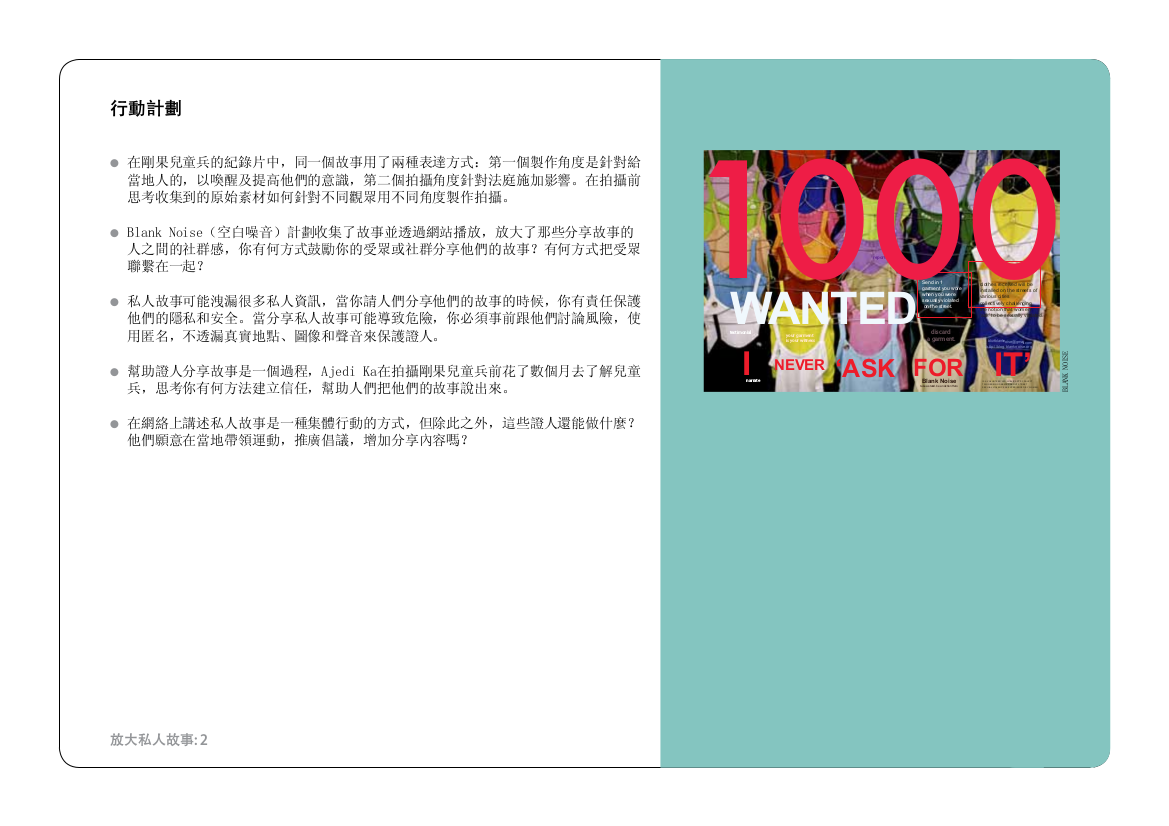 行動計劃
● 在剛果兒童兵的紀錄片中，同一個故事用了兩種表達方式：第一個製作角度是針對給
當地人的，以喚醒及提高他們的意識，第二個拍攝角度針對法庭施加影響。在拍攝前
思考收集到的原始素材如何針對不同觀眾用不同角度製作拍攝。
● Blank Noise（空白噪音）計劃收集了故事並透過網站播放，放大了那些分享故事的
人之間的社群感，你有何方式鼓勵你的受眾或社群分享他們的故事？有何方式把受眾
聯繫在一起？
● 私人故事可能洩漏很多私人資訊，當你請人們分享他們的故事的時候，你有責任保護
他們的隱私和安全。當分享私人故事可能導致危險，你必須事前跟他們討論風險，使
用匿名，不透漏真實地點、圖像和聲音來保護證人。
● 幫助證人分享故事是一個過程，Ajedi Ka在拍攝剛果兒童兵前花了數個月去了解兒童
兵，思考你有何方法建立信任，幫助人們把他們的故事說出來。
● 在網絡上講述私人故事是一種集體行動的方式，但除此之外，這些證人還能做什麼？
他們願意在當地帶領運動，推廣倡議，增加分享內容嗎？
放大私人故事: 2
1000
Send in 1
garment you wore
when you were
sexually violated
on the street.
WANTED
discard
a garment.
I NEVER ASK FOR IT'
narrate
Blank Noise
BLANK NOISE